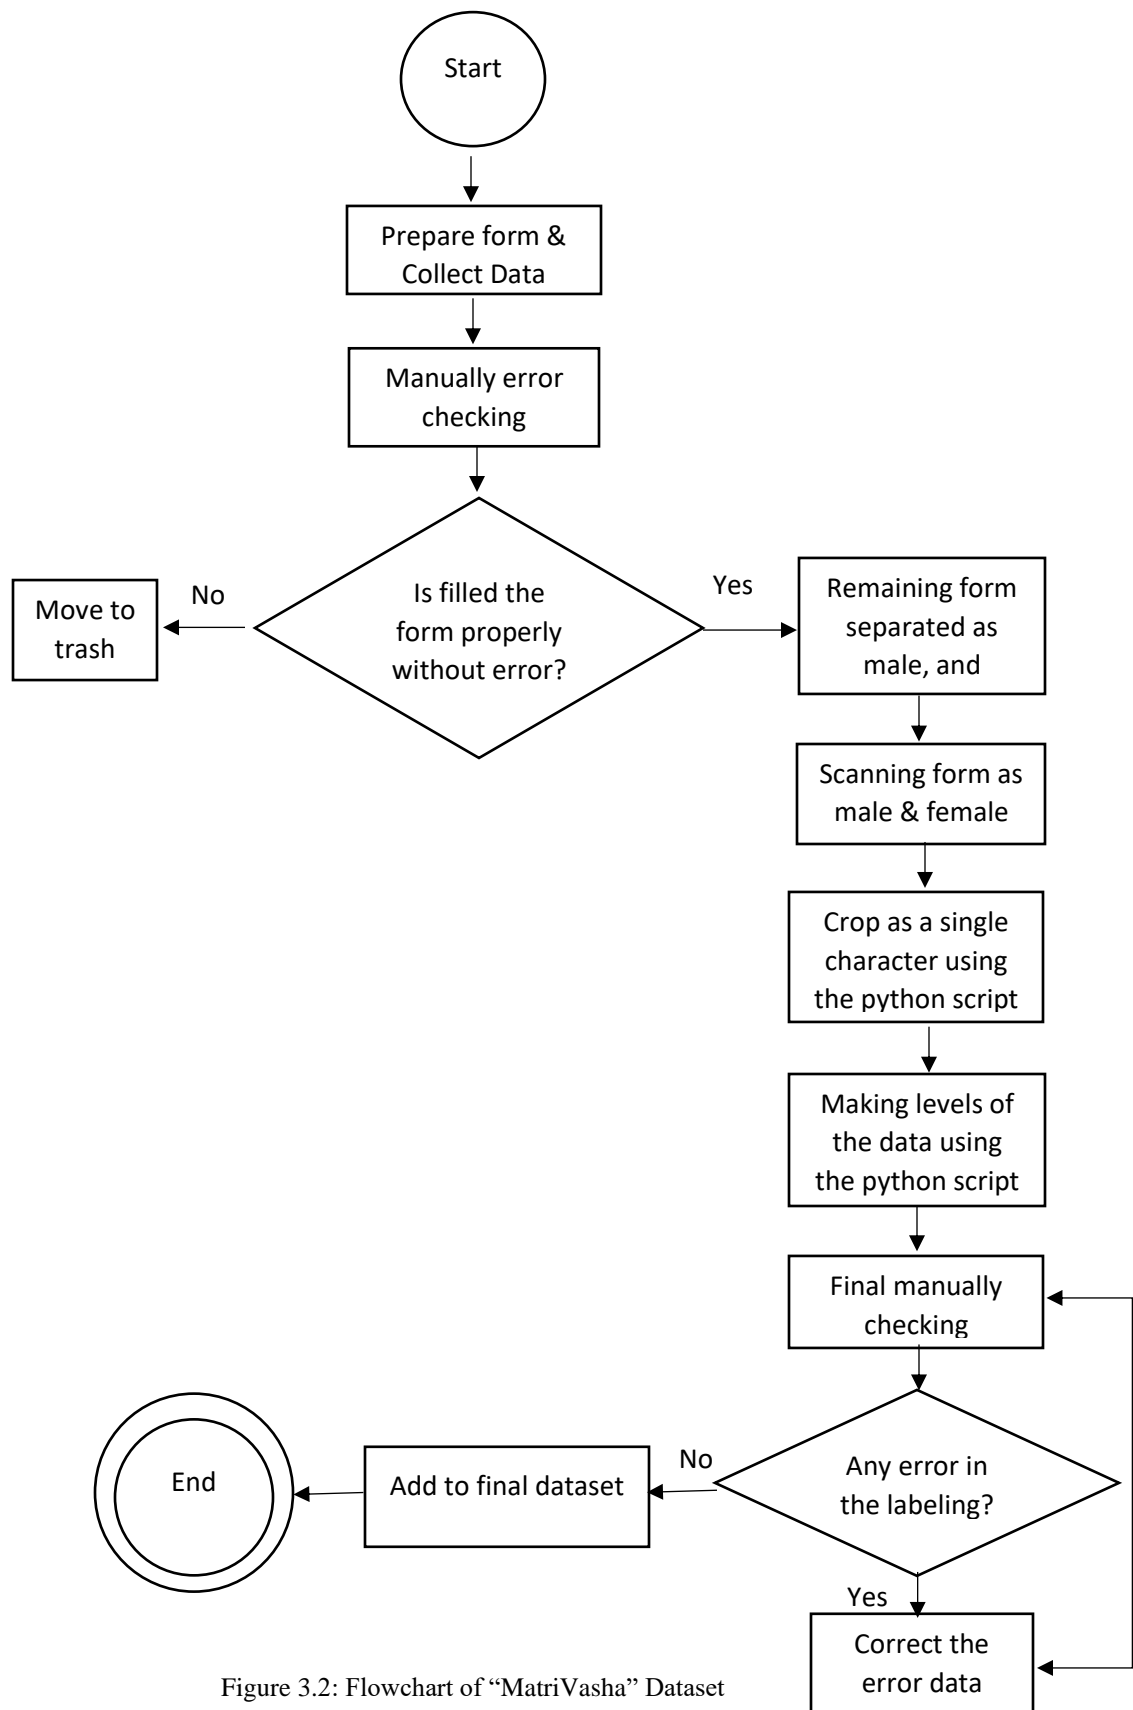 Start
Prepare form &
Collect Data
Manually error
checking
Is filled the
form properly
without error?
No
Move to
trash
Yes
Remaining form
separated as
male, and
Scanning form as
male & female
Crop as a single
character using
the python script
Making levels of
the data using
the python script
Final manually
checking
Any error in
the labeling?
No
Add to final dataset
End
Yes
Correct the
error data
Figure 3.2: Flowchart of “MatriVasha” Dataset